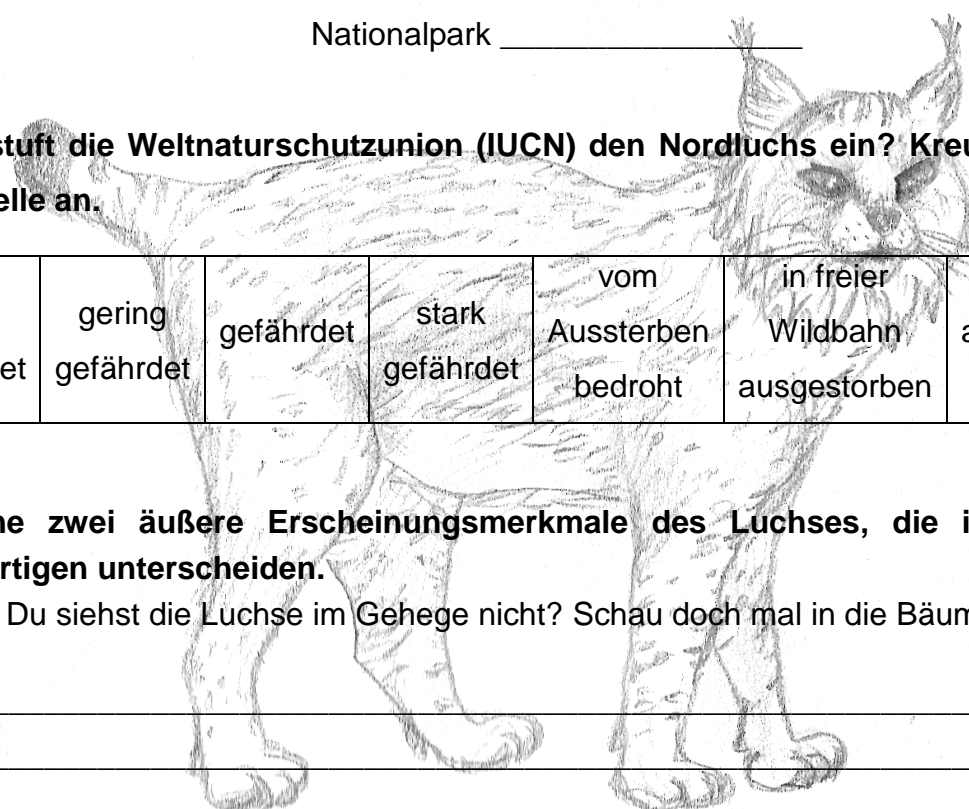 Nationalpark _________________
stuft die Weltnaturschutzunion (IUCN) den Nordluchs ein? Kreu
elle an.
et
gering
gefährdet
gefährdet
stark
gefährdet
vom
Aussterben
bedroht
in freier
Wildbahn
ausgestorben
a
ne zwei äußere Erscheinungsmerkmale des Luchses, die i
rtigen unterscheiden.
Du siehst die Luchse im Gehege nicht? Schau doch mal in die Bäum